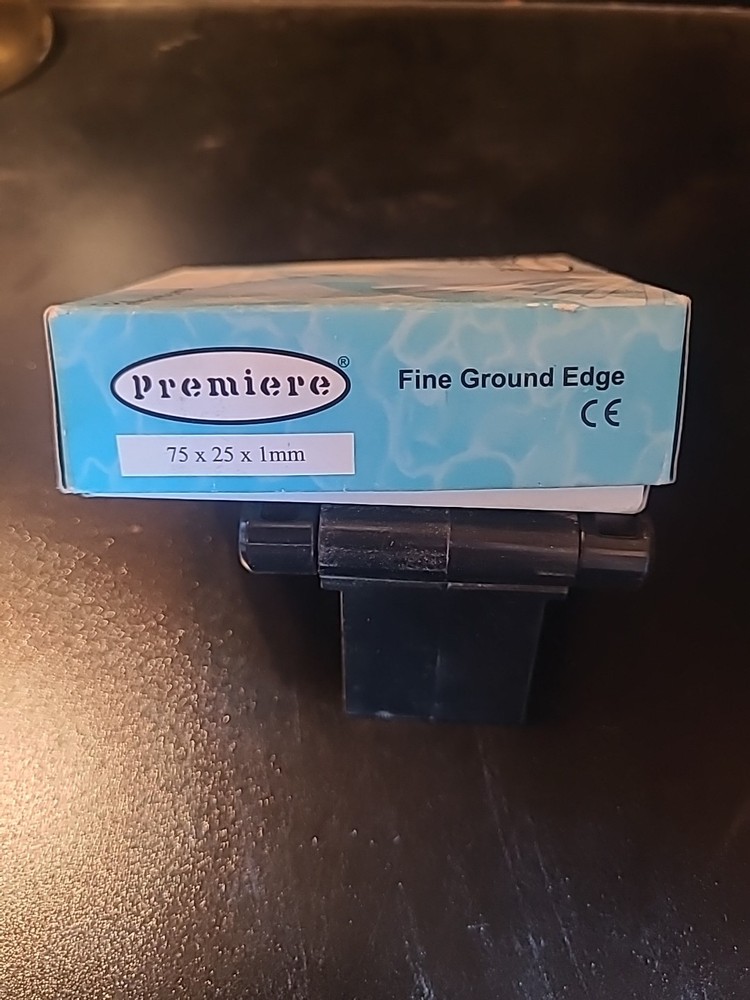 Premiere®
Fine Ground Edge
CE
75 x 25 x 1mm